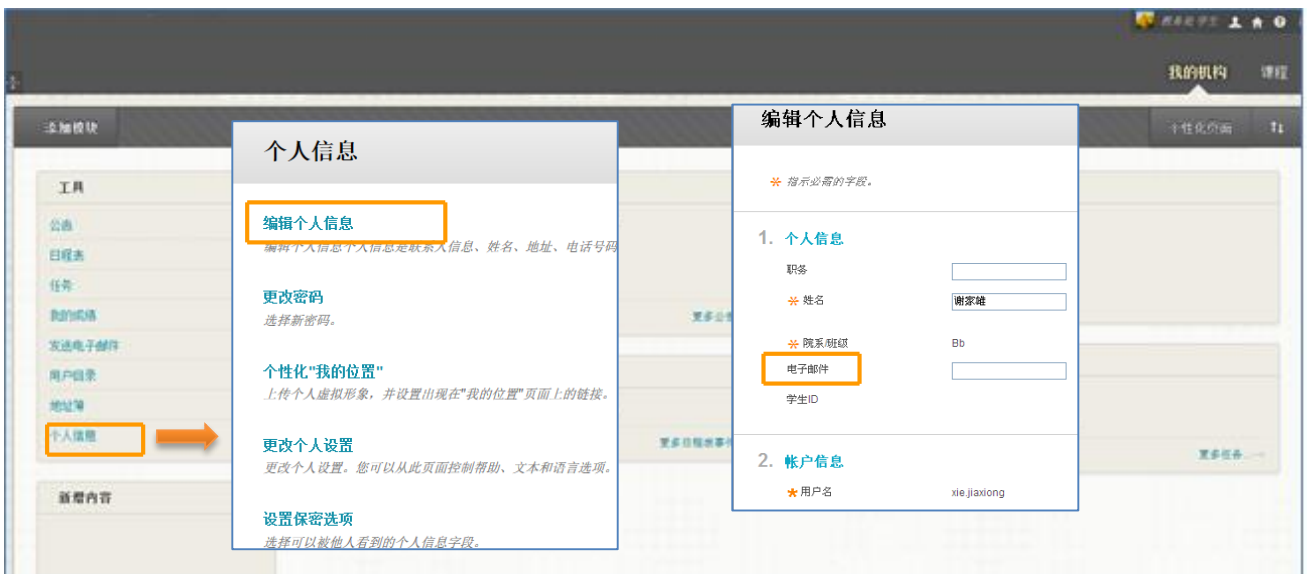 我的机构
课程
添加模块
个性化页面
工具
公告
日程表
任务
我的成绩
发送电子邮件
用户目录
地址簿
个人信息
新增内容
更多公告
更多日程表事件
更多任务...→
个人信息
编辑个人信息
编辑个人信息个人信息是联系人信息、姓名、地址、电话号码
更改密码
选择新密码。
个性化"我的位置"
上传个人虚拟形象，并设置出现在"我的位置"页面上的链接。
更改个人设置
更改个人设置。您可以从此页面控制帮助、文本和语言选项。
设置保密选项
选择可以被他人看到的个人信息字段。
编辑个人信息
指示必需的字段。
1. 个人信息
职务
姓名 谢家雄
院系/班级 Bb
电子邮件
学生ID
2. 帐户信息
用户名 xie.jiaxiong